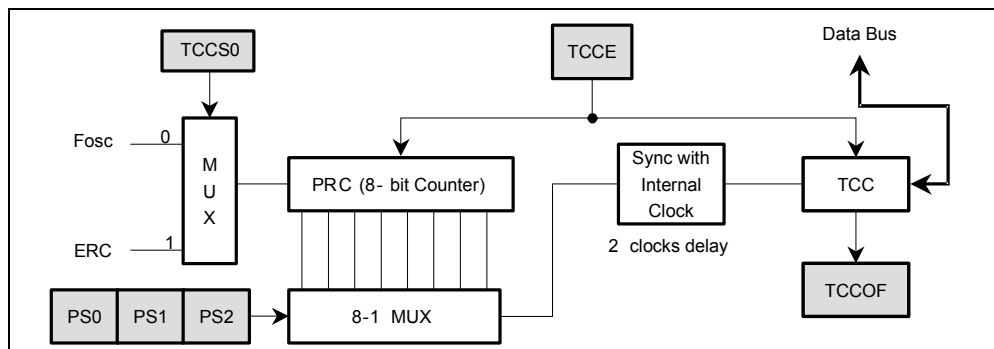 TCCS0
TCCE
Data Bus
Fosc
0
M
U
X
PRC (8- bit Counter)
Sync with
Internal
Clock
TCC
ERC
1
2 clocks delay
PS0
PS1
PS2
8-1 MUX
TCCOF